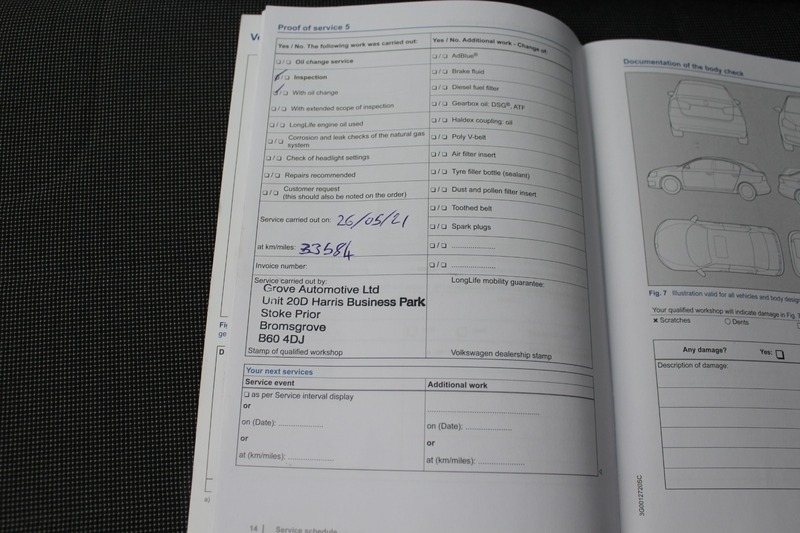 Proof of service 5
Yes / No. The following work was carried out:
❏ / ❏ Oil change service
❏ / ❏ Inspection
❏ / ❏ With oil change
❏ / ❏ With extended scope of inspection
❏ / ❏ LongLife engine oil used
❏ / ❏ Corrosion and leak checks of the natural gas
system
❏ / ❏ Check of headlight settings
❏ / ❏ Repairs recommended
❏ / ❏ Customer request
(this should also be noted on the order)
Service carried out on: 26/05/21
at km/miles: 33584
Invoice number:
Yes / No. Additional work - Change of:
❏ / ❏ AdBlue®
❏ / ❏ Brake fluid
❏ / ❏ Diesel fuel filter
❏ / ❏ Gearbox oil: DSG®, ATF
❏ / ❏ Haldex coupling: oil
❏ / ❏ Poly V-belt
❏ / ❏ Air filter insert
❏ / ❏ Tyre filler bottle (sealant)
❏ / ❏ Dust and pollen filter insert
❏ / ❏ Toothed belt
❏ / ❏ Spark plugs
❏ / ❏ ......................
❏ / ❏ ......................
Service carried out by:
Grove Automotive Ltd
Unit 20D Harris Business Park
Stoke Prior
Bromsgrove
B60 4DJ
Stamp of qualified workshop
LongLife mobility guarantee:
Volkswagen dealership stamp
Your next services
Service event
❏ as per Service interval display
or
on (Date): ......................
or
at (km/miles): ......................
Additional work
on (Date): ......................
or
at (km/miles): ......................
14 | Service schedule
Documentation of the body check
Fig. 7 Illustration valid for all vehicles and body
Your qualified workshop will indicate damage in Fig. 7
✖ Scratches ○ Dents
Any damage? Yes: ❏
Description of damage:
3G0012720SC